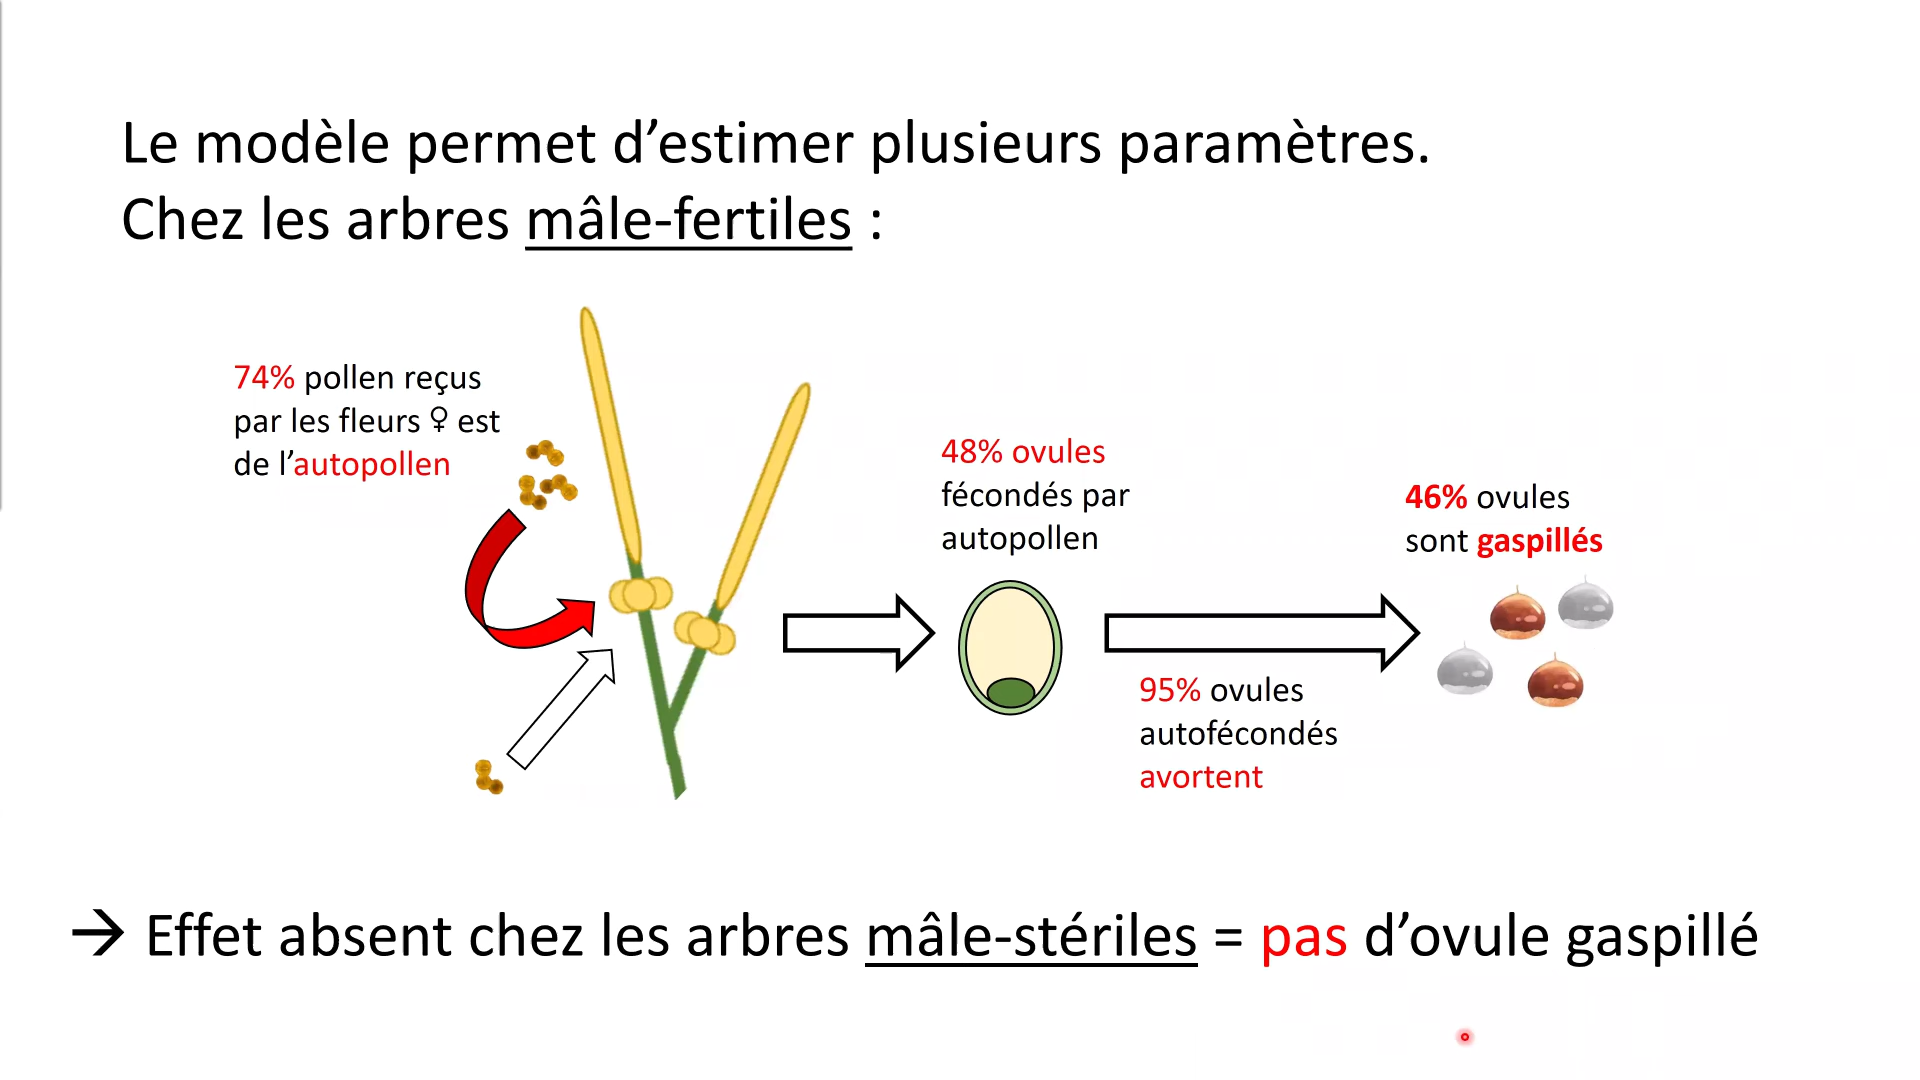 Le modèle permet d’estimer plusieurs paramètres.
Chez les arbres mâle-fertiles :
74% pollen reçus
par les fleurs ♀ est
de l’autopollen
48% ovules
fécondés par
autopollen
95% ovules
autofécondés
avortent
46% ovules
sont gaspillés
→ Effet absent chez les arbres mâle-stériles = pas d’ovule gaspillé